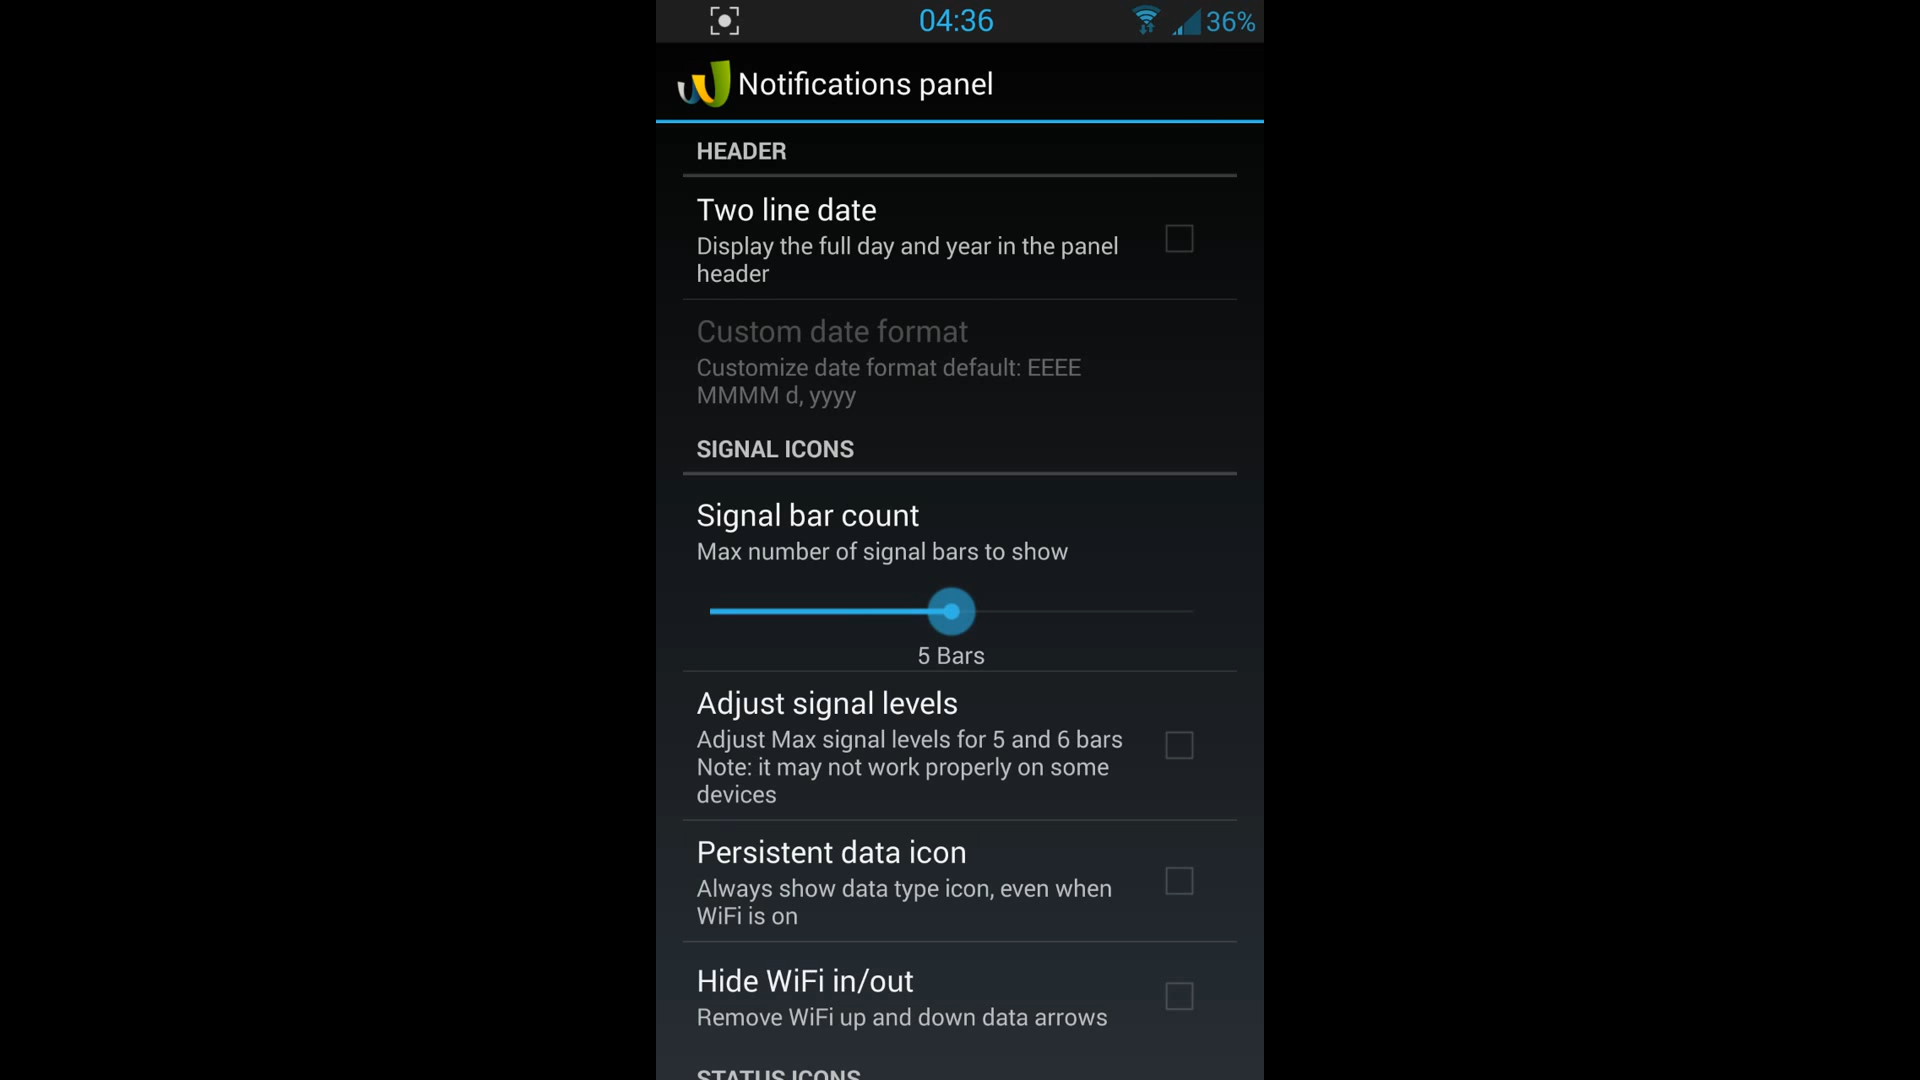 04:36
36%
Notifications panel
HEADER
Two line date
Display the full day and year in the panel
header
Custom date format
Customize date format default: EEEE
MMMM d, yyyy
SIGNAL ICONS
Signal bar count
Max number of signal bars to show
5 Bars
Adjust signal levels
Adjust Max signal levels for 5 and 6 bars
Note: it may not work properly on some
devices
Persistent data icon
Always show data type icon, even when
WiFi is on
Hide WiFi in/out
Remove WiFi up and down data arrows
STATUS ICONS